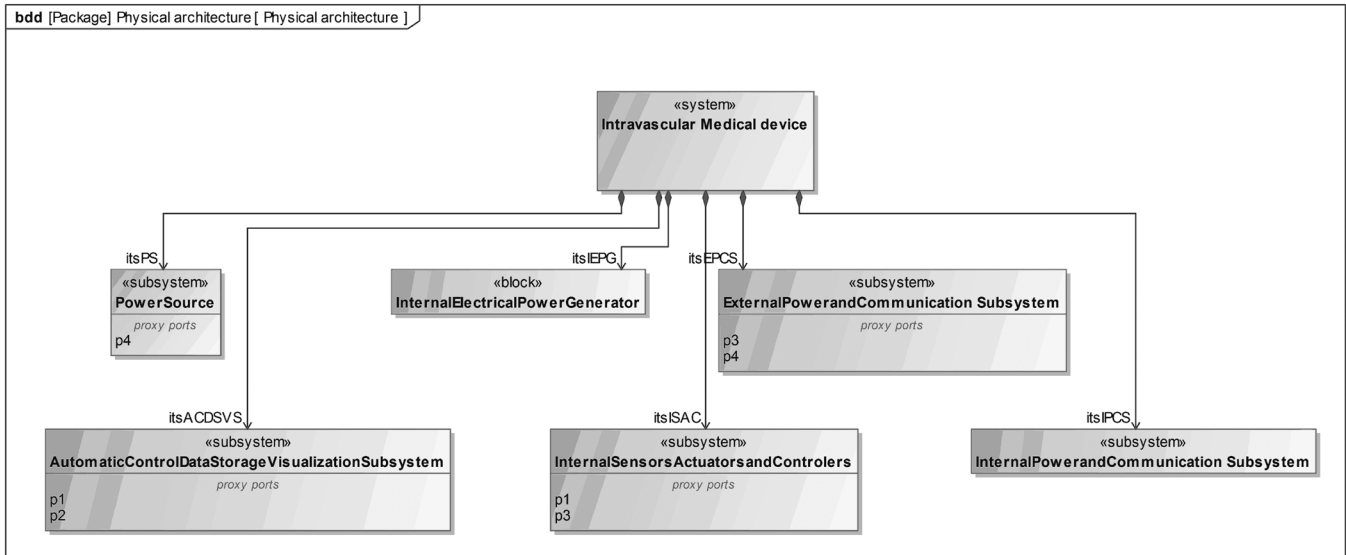 bdd [Package] Physical architecture [ Physical architecture ]
«system»
Intravascular Medical device
itsPS
«subsystem»
PowerSource
proxy ports
p4
itsIEPG
«block»
InternalElectricalPowerGenerator
itsEPCS
«subsystem»
ExternalPowerandCommunication Subsystem
proxy ports
p3
p4
itsACDSVS
«subsystem»
AutomaticControlDataStorageVisualizationSubsystem
proxy ports
p1
p2
itsISAC
«subsystem»
InternalSensorsActuatorsandControlers
proxy ports
p1
p3
itsIPCS
«subsystem»
InternalPowerandCommunication Subsystem